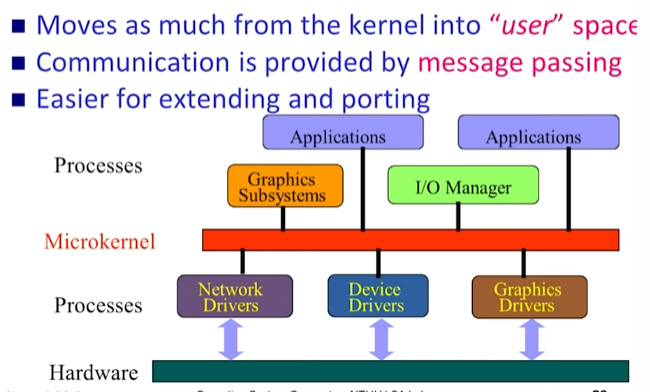 Moves as much from the kernel into “user” space
Communication is provided by message passing
Easier for extending and porting
Applications
Applications
Processes
Graphics
Subsystems
I/O Manager
Microkernel
Network
Drivers
Device
Drivers
Graphics
Drivers
Processes
Hardware